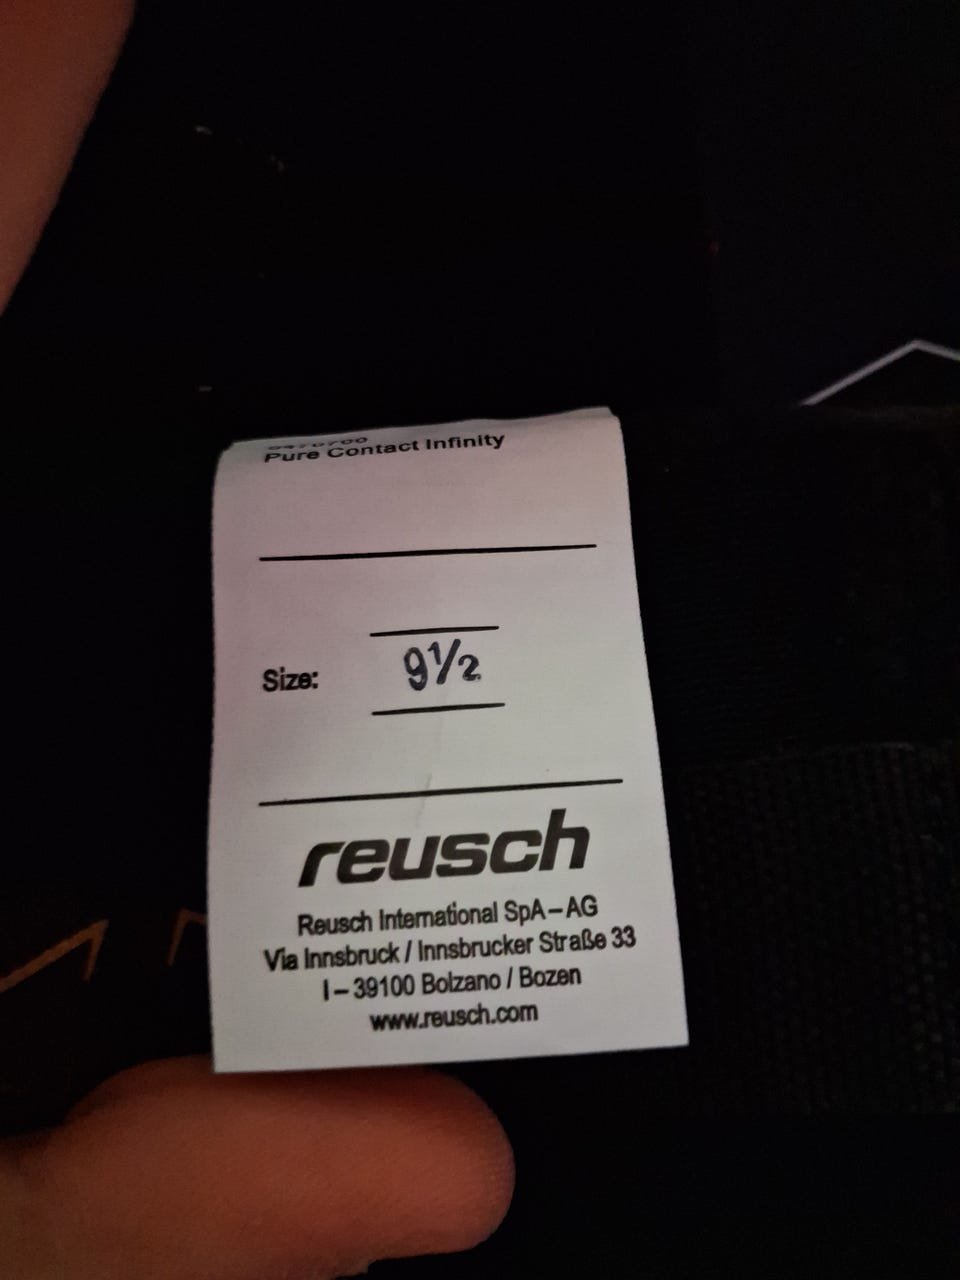 Pure Contact Infinity
Size: 9½
reusch
Reusch International SpA – AG
Via Innsbruck / Innsbrucker Straße 33
I – 39100 Bolzano / Bozen
www.reusch.com